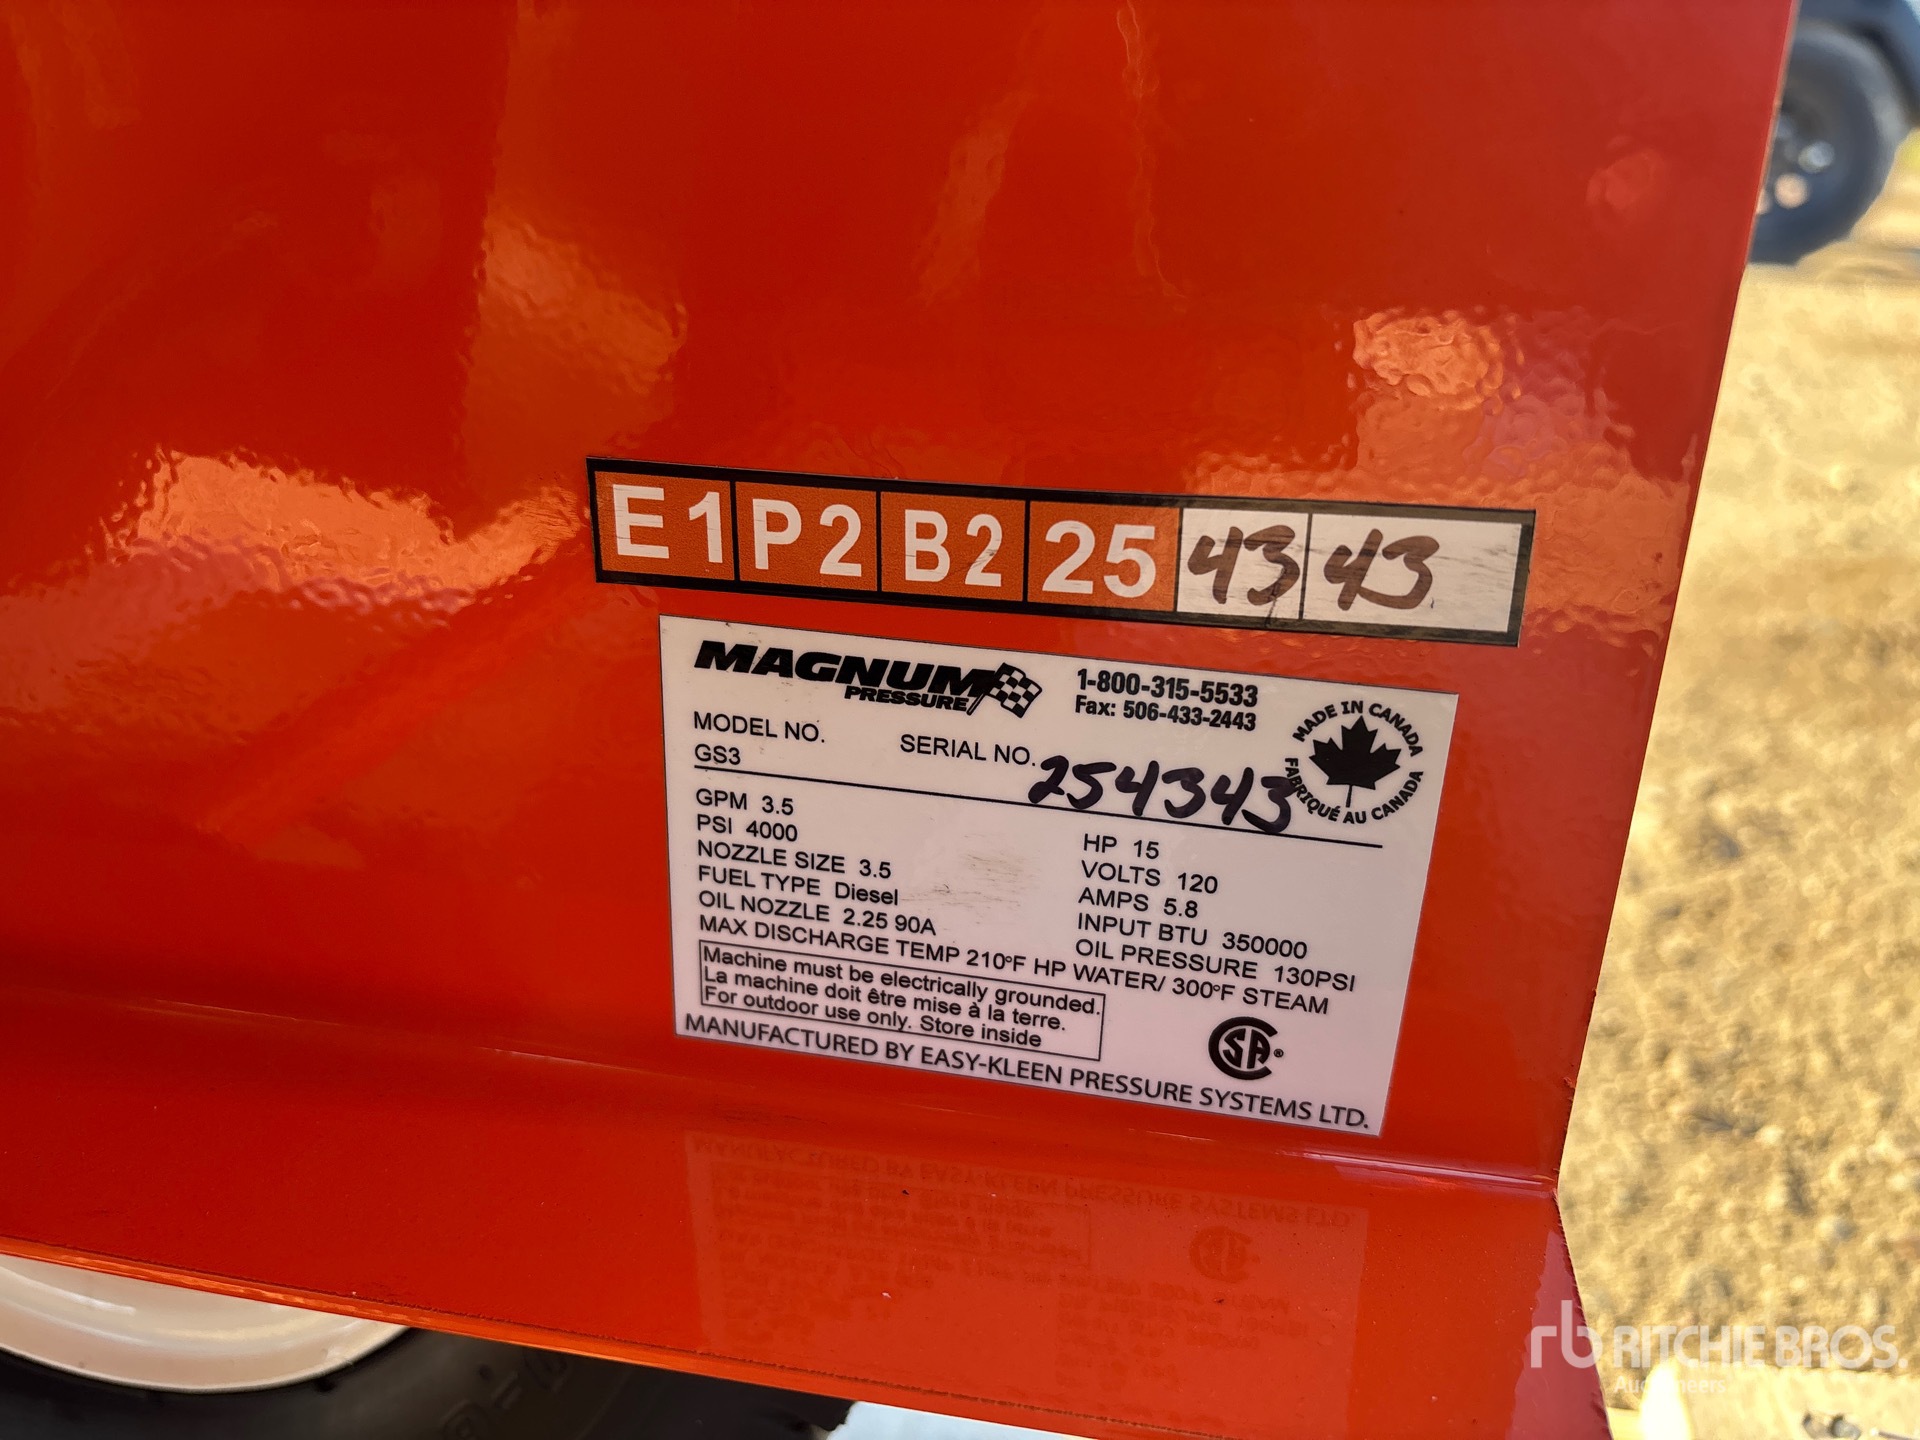 E1 P2 B2 25 43 43
MAGNUM
PRESSURE
1-800-315-5533
Fax: 506-433-2443
MADE IN CANADA
FABRIQUÉ AU CANADA
MODEL NO. SERIAL NO. 254343
GS3
GPM 3.5 HP 15
PSI 4000 VOLTS 120
NOZZLE SIZE 3.5 AMPS 5.8
FUEL TYPE Diesel INPUT BTU 350000
OIL NOZZLE 2.25 90A OIL PRESSURE 130PSI
MAX DISCHARGE TEMP 210°F HP WATER/ 300°F STEAM
Machine must be electrically grounded.
La machine doit être mise à la terre.
For outdoor use only. Store inside
CSA®
MANUFACTURED BY EASY-KLEEN PRESSURE SYSTEMS LTD.
rb RITCHIE BROS.
Auctioneers